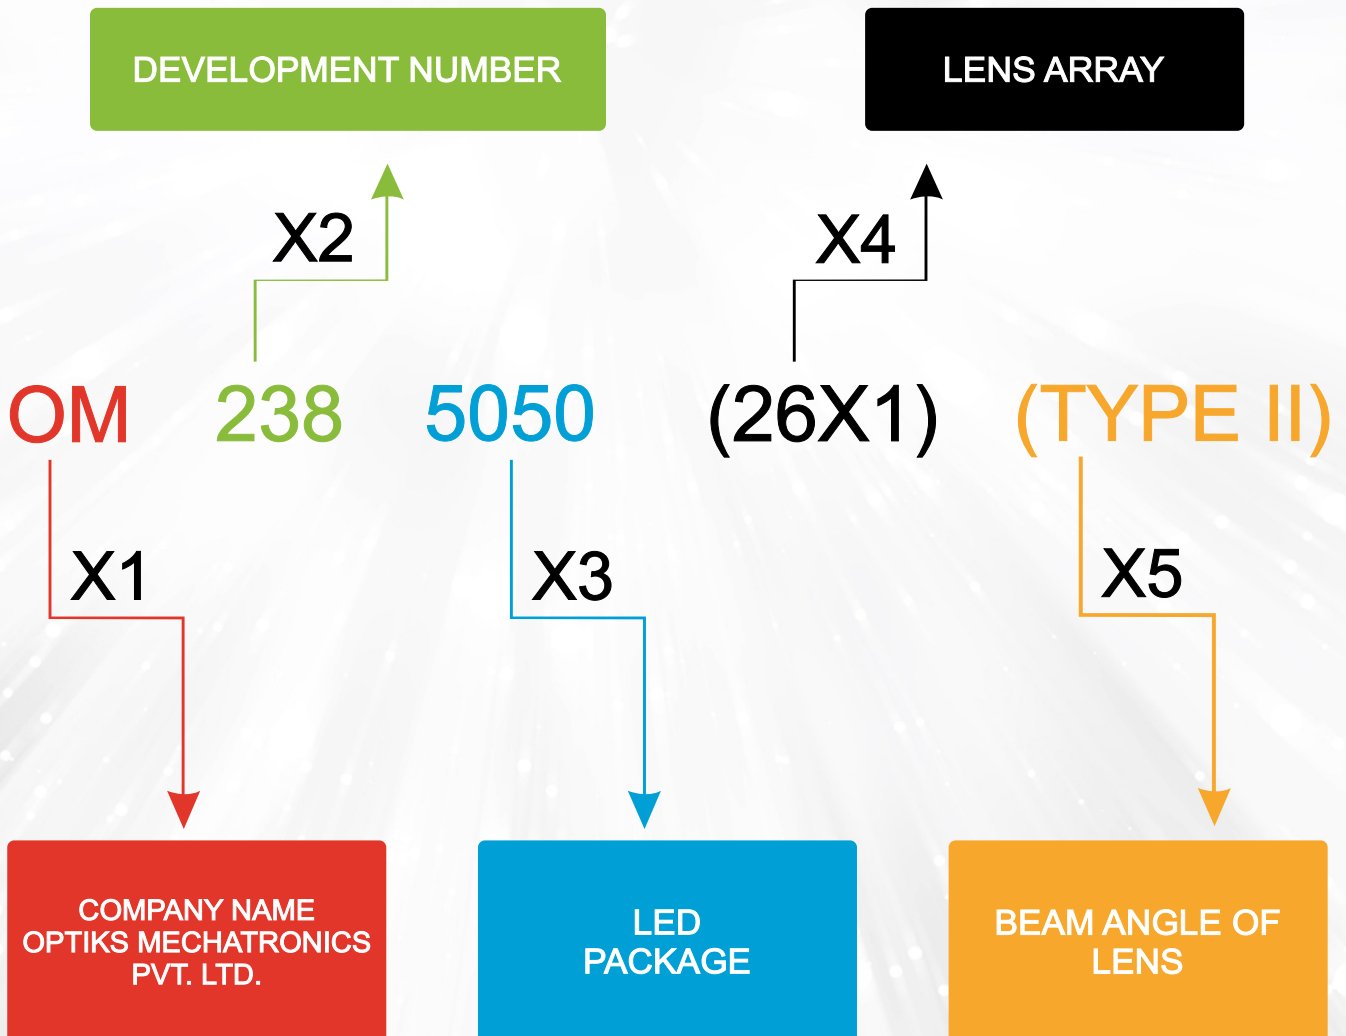 DEVELOPMENT NUMBER
LENS ARRAY
X2
X4
OM 238 5050 (26X1) (TYPE II)
X1
X3
X5
COMPANY NAME
OPTIKS MECHATRONICS
PVT. LTD.
LED
PACKAGE
BEAM ANGLE OF
LENS